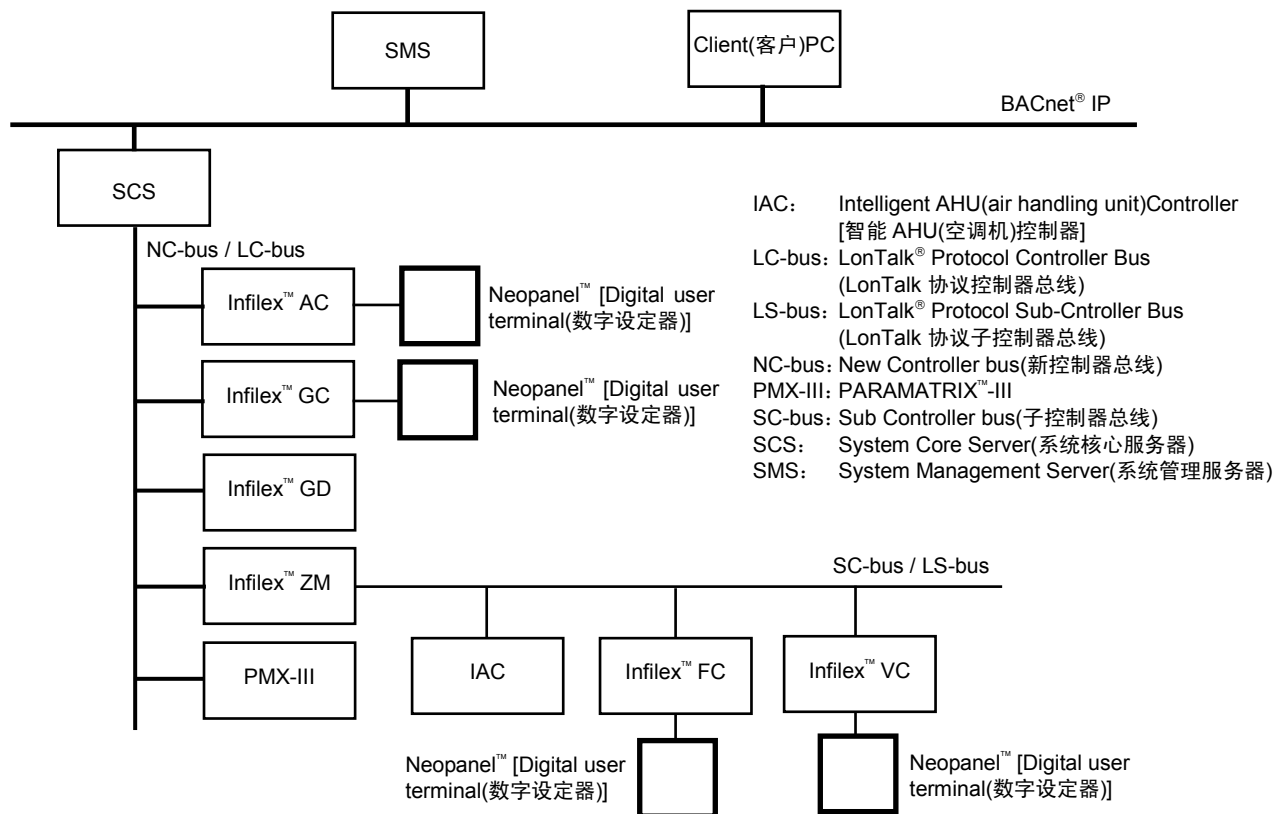 SMS
Client(客户)PC
BACnet® IP
SCS
NC-bus / LC-bus
Infilex™ AC
Neopanel™ [Digital user
terminal(数字设定器)]
Infilex™ GC
Neopanel™ [Digital user
terminal(数字设定器)]
Infilex™ GD
Infilex™ ZM
PMX-III
IAC: Intelligent AHU(air handling unit)Controller
[智能 AHU(空调机)控制器]
LC-bus: LonTalk® Protocol Controller Bus
(LonTalk 协议控制器总线)
LS-bus: LonTalk® Protocol Sub-Cntroller Bus
(LonTalk 协议子控制器总线)
NC-bus: New Controller bus(新控制器总线)
PMX-III: PARAMATRIX™-III
SC-bus: Sub Controller bus(子控制器总线)
SCS: System Core Server(系统核心服务器)
SMS: System Management Server(系统管理服务器)
SC-bus / LS-bus
IAC
Infilex™ FC
Infilex™ VC
Neopanel™ [Digital user
terminal(数字设定器)]
Neopanel™ [Digital user
terminal(数字设定器)]